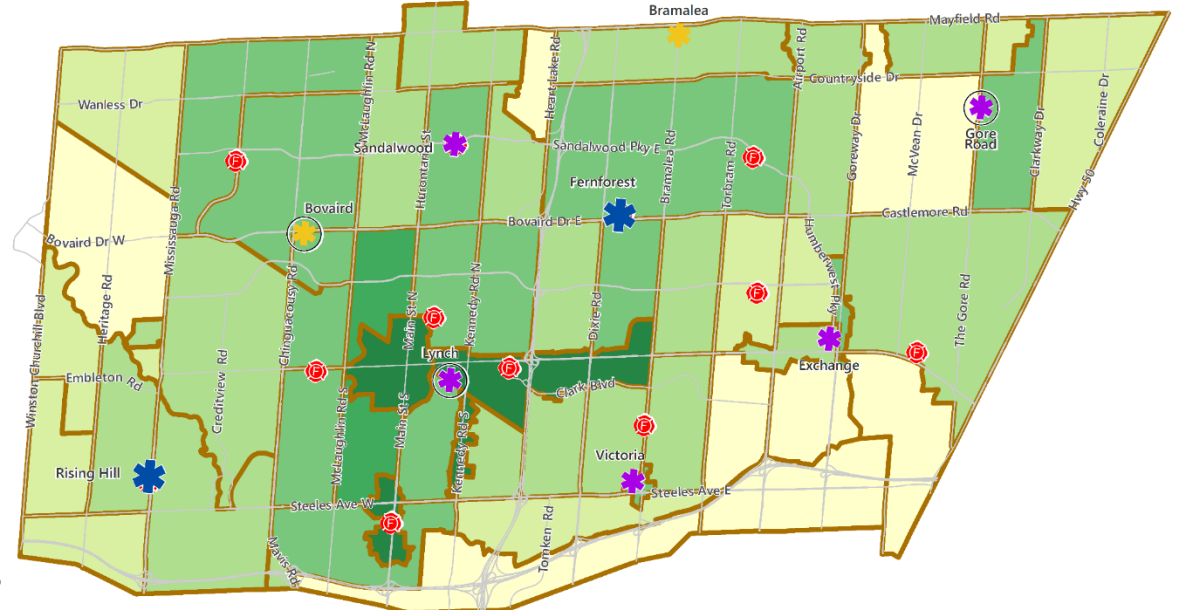 Bramalea
Mayfield Rd
Airport Rd
Heart Lake Rd
McLaughlin Rd N
Countryside Dr
Wanless Dr
Gore
Road
Clarkway Dr
Coleraine Dr
Hwy 50
Goreway Dr
McVean Dr
Sandalwood
Hurontario St
Sandalwood Pky E
Bramalea Rd
Torbram Rd
Fernforest
Bovaird
Bovaird Dr E
Castlemore Rd
Mississauga Rd
Bovaird Dr W
Humberwest Pky
Heritage Rd
Winston Churchill Blvd
Chinguacousy Rd
Main St N
Kennedy Rd N
Dixie Rd
The Gore Rd
Lynch
Exchange
Embleton Rd
Creditview Rd
Clark Blvd
McLaughlin Rd S
Main St S
Kennedy Rd S
Victoria
Rising Hill
Steeles Ave W
Steeles Ave E
Mavis Rd
Tomken Rd
F
F
F
F
F
F
F
F
F